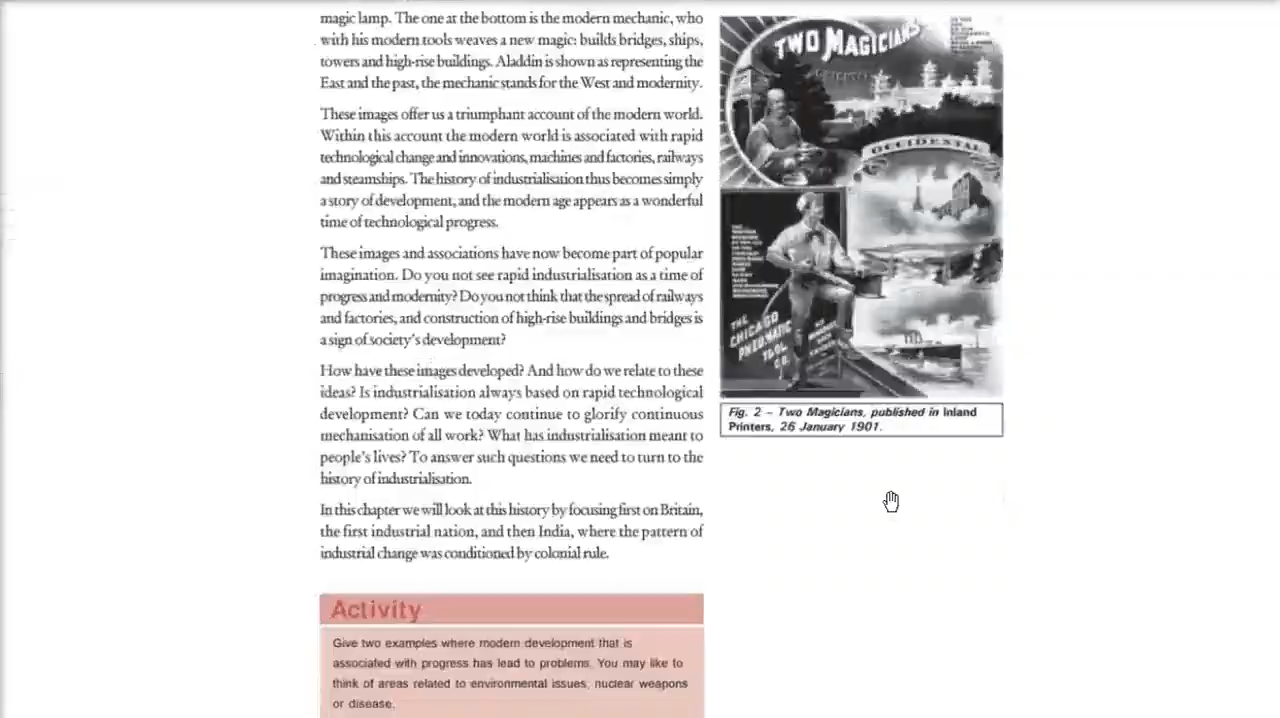 magic lamp. The one at the bottom is the modern mechanic, who
with his modern tools weaves a new magic: builds bridges, ships,
towers and high-rise buildings. Aladdin is shown as representing the
East and the past, the mechanic stands for the West and modernity.
These images offer us a triumphant account of the modern world.
Within this account the modern world is associated with rapid
technological change and innovations, machines and factories, railways
and steamships. The history of industrialisation thus becomes simply
a story of development, and the modern age appears as a wonderful
time of technological progress.
These images and associations have now become part of popular
imagination. Do you not see rapid industrialisation as a time of
progress and modernity? Do you not think that the spread of railways
and factories, and construction of high-rise buildings and bridges is
a sign of society's development?
How have these images developed? And how do we relate to these
ideas? Is industrialisation always based on rapid technological
development? Can we today continue to glorify continuous
mechanisation of all work? What has industrialisation meant to
people's lives? To answer such questions we need to turn to the
history of industrialisation.
In this chapter we will look at this history by focusing first on Britain,
the first industrial nation, and then India, where the pattern of
industrial change was conditioned by colonial rule.
Activity
Give two examples where modern development that is
associated with progress has lead to problems. You may like to
think of areas related to environmental issues, nuclear weapons
or disease.
TWO MAGICIANS
OCCIDENTAL
THE
CHICAGO
PNEUMATIC
TOOL
CO.
Fig. 2 – Two Magicians, published in Inland
Printers, 26 January 1901.